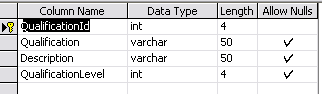 Column Name Data Type Length Allow Nulls
QualificationId int 4
Qualification varchar 50 ✓
Description varchar 50 ✓
QualificationLevel int 4 ✓